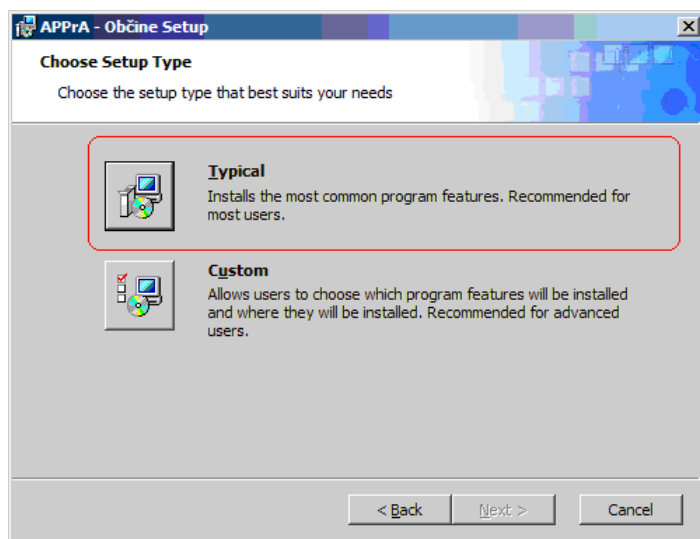 APPrA - Občine Setup
Choose Setup Type
Choose the setup type that best suits your needs
Typical
Installs the most common program features. Recommended for
most users.
Custom
Allows users to choose which program features will be installed
and where they will be installed. Recommended for advanced
users.
< Back
Next >
Cancel